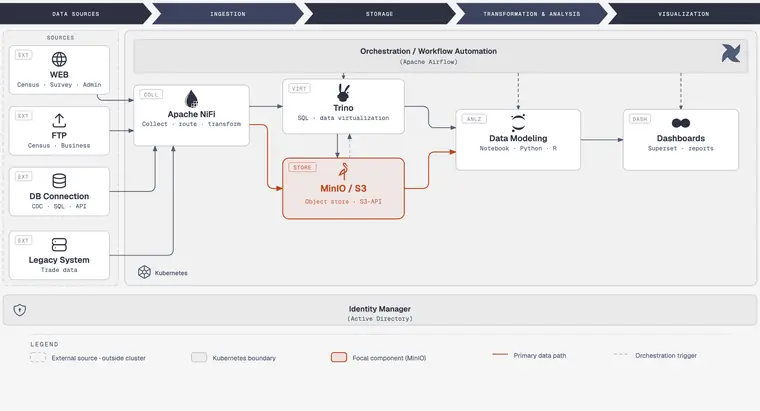 DATA SOURCES
INGESTION
STORAGE
TRANSFORMATION & ANALYSIS
VISUALIZATION
SOURCES
EXT
WEB
Census · Survey · Admin
EXT
FTP
Census · Business
EXT
DB Connection
CDC · SQL · API
EXT
Legacy System
Trade data
Orchestration / Workflow Automation
(Apache Airflow)
COLL
Apache NiFi
Collect · route · transform
VIRT
Trino
SQL · data virtualization
STORE
MinIO / S3
Object store · S3-API
ANLZ
Data Modeling
Notebook · Python · R
DASH
Dashboards
Superset · reports
Kubernetes
Identity Manager
(Active Directory)
LEGEND
External source · outside cluster
Kubernetes boundary
Focal component (MinIO)
Primary data path
Orchestration trigger